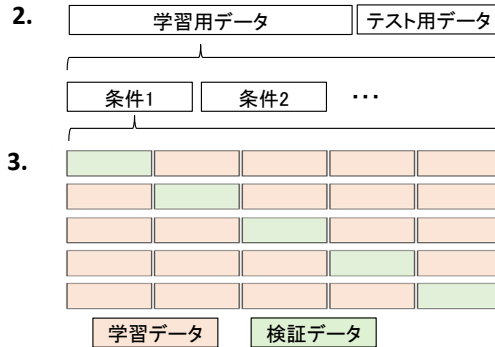 2.
学習用データ テスト用データ
条件1 条件2 ・・・
3.
学習データ 検証データ